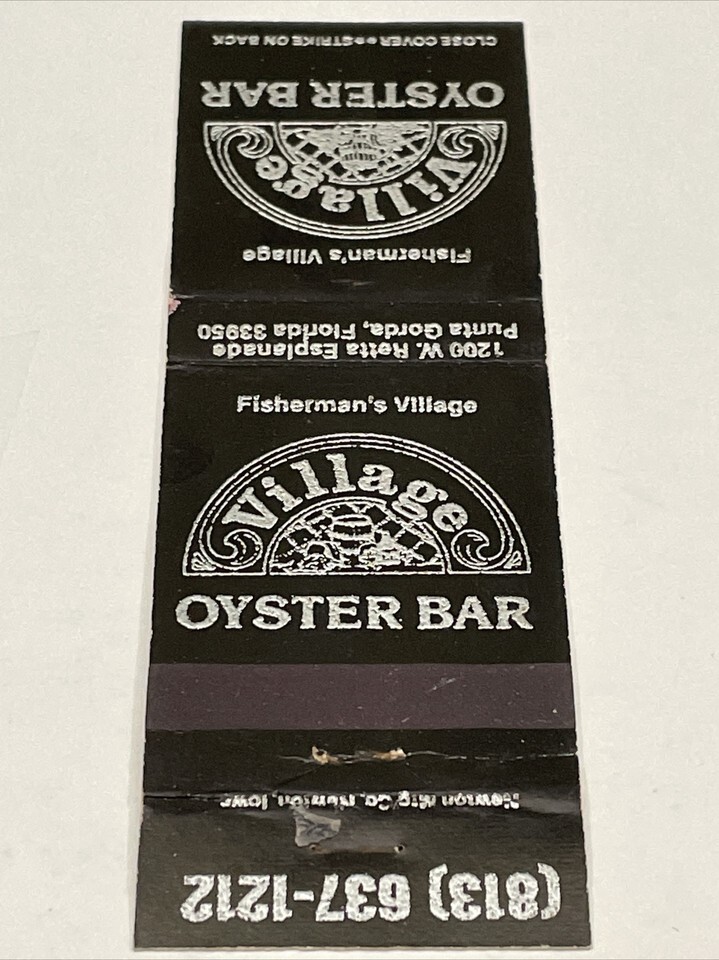 CLOSE COVER●●STRIKE ON BACK
OYSTER BAR
Village
Fisherman's Village
1200 W. Retta Esplanade
Punta Gorda, Florida 33950
Fisherman's Village
Village
OYSTER BAR
Newton Mfg Co, Newton, Iowa
(813) 637-1212